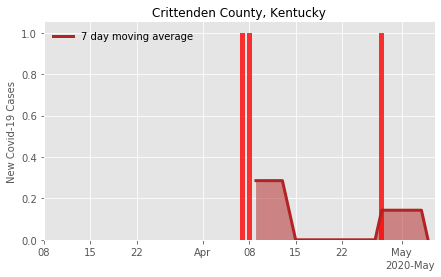 Crittenden County, Kentucky
7 day moving average
New Covid-19 Cases
1.0
0.8
0.6
0.4
0.2
0.0
08 15 22 Apr 08 15 22 May
2020-May